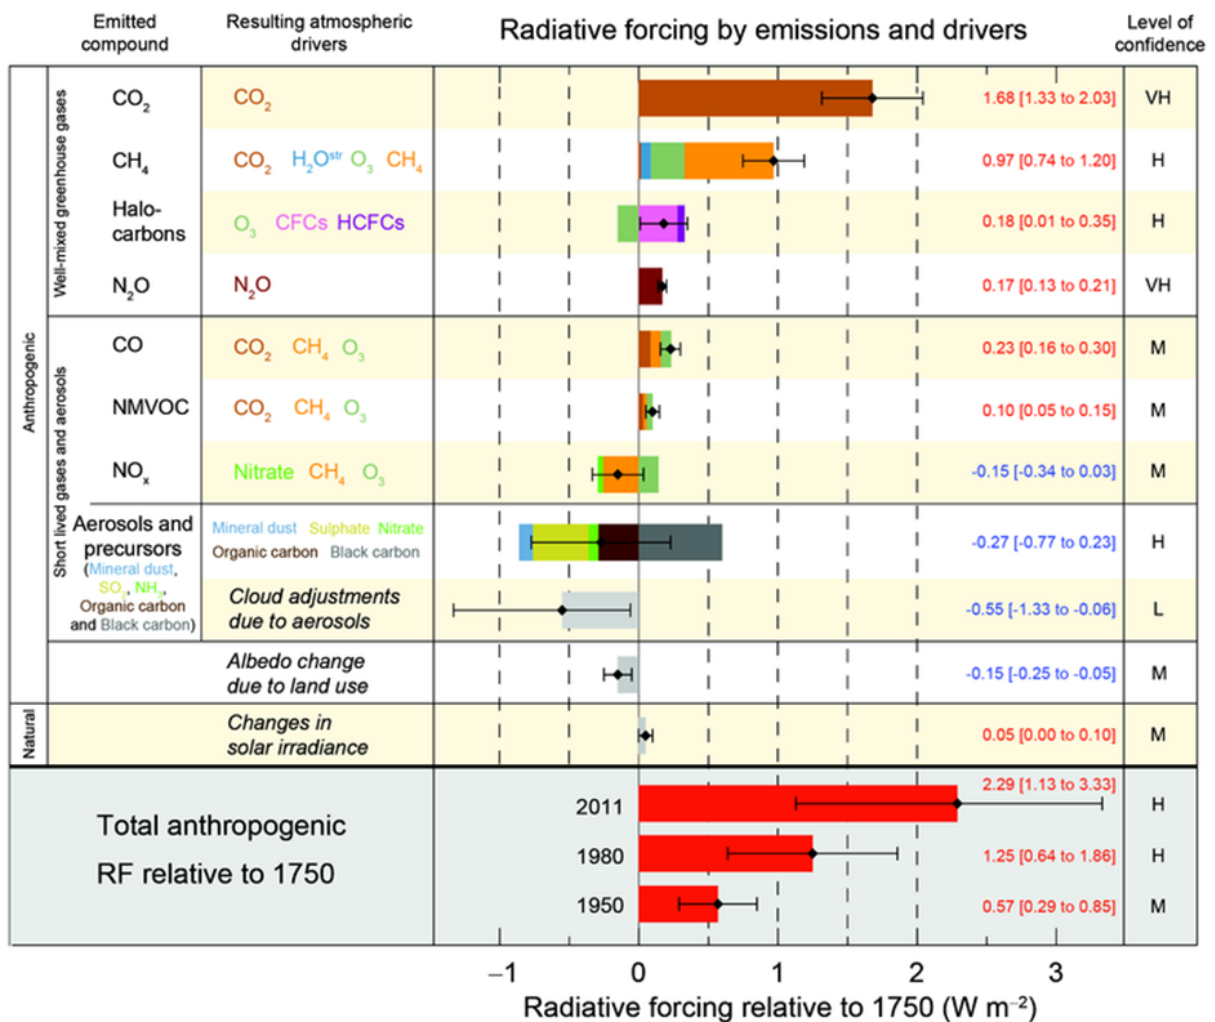 Emitted compound
Resulting atmospheric drivers
Radiative forcing by emissions and drivers
Level of confidence
Anthropogenic
Well-mixed greenhouse gases
CO₂ CO₂ 1.68 [1.33 to 2.03] VH
CH₄ CO₂ H₂Oˢᵗʳ O₃ CH₄ 0.97 [0.74 to 1.20] H
Halo-
carbons O₃ CFCs HCFCs 0.18 [0.01 to 0.35] H
N₂O N₂O 0.17 [0.13 to 0.21] VH
Short lived gases and aerosols
CO CO₂ CH₄ O₃ 0.23 [0.16 to 0.30] M
NMVOC CO₂ CH₄ O₃ 0.10 [0.05 to 0.15] M
NOₓ Nitrate CH₄ O₃ -0.15 [-0.34 to 0.03] M
Aerosols and
precursors
(Mineral dust,
SO₂, NH₃,
Organic carbon
and Black carbon)
Mineral dust Sulphate Nitrate
Organic carbon Black carbon
-0.27 [-0.77 to 0.23] H
Cloud adjustments
due to aerosols
-0.55 [-1.33 to -0.06] L
Albedo change
due to land use
-0.15 [-0.25 to -0.05] M
Natural
Changes in
solar irradiance
0.05 [0.00 to 0.10] M
Total anthropogenic
RF relative to 1750
2011 2.29 [1.13 to 3.33] H
1980 1.25 [0.64 to 1.86] H
1950 0.57 [0.29 to 0.85] M
−1 0 1 2 3
Radiative forcing relative to 1750 (W m⁻²)